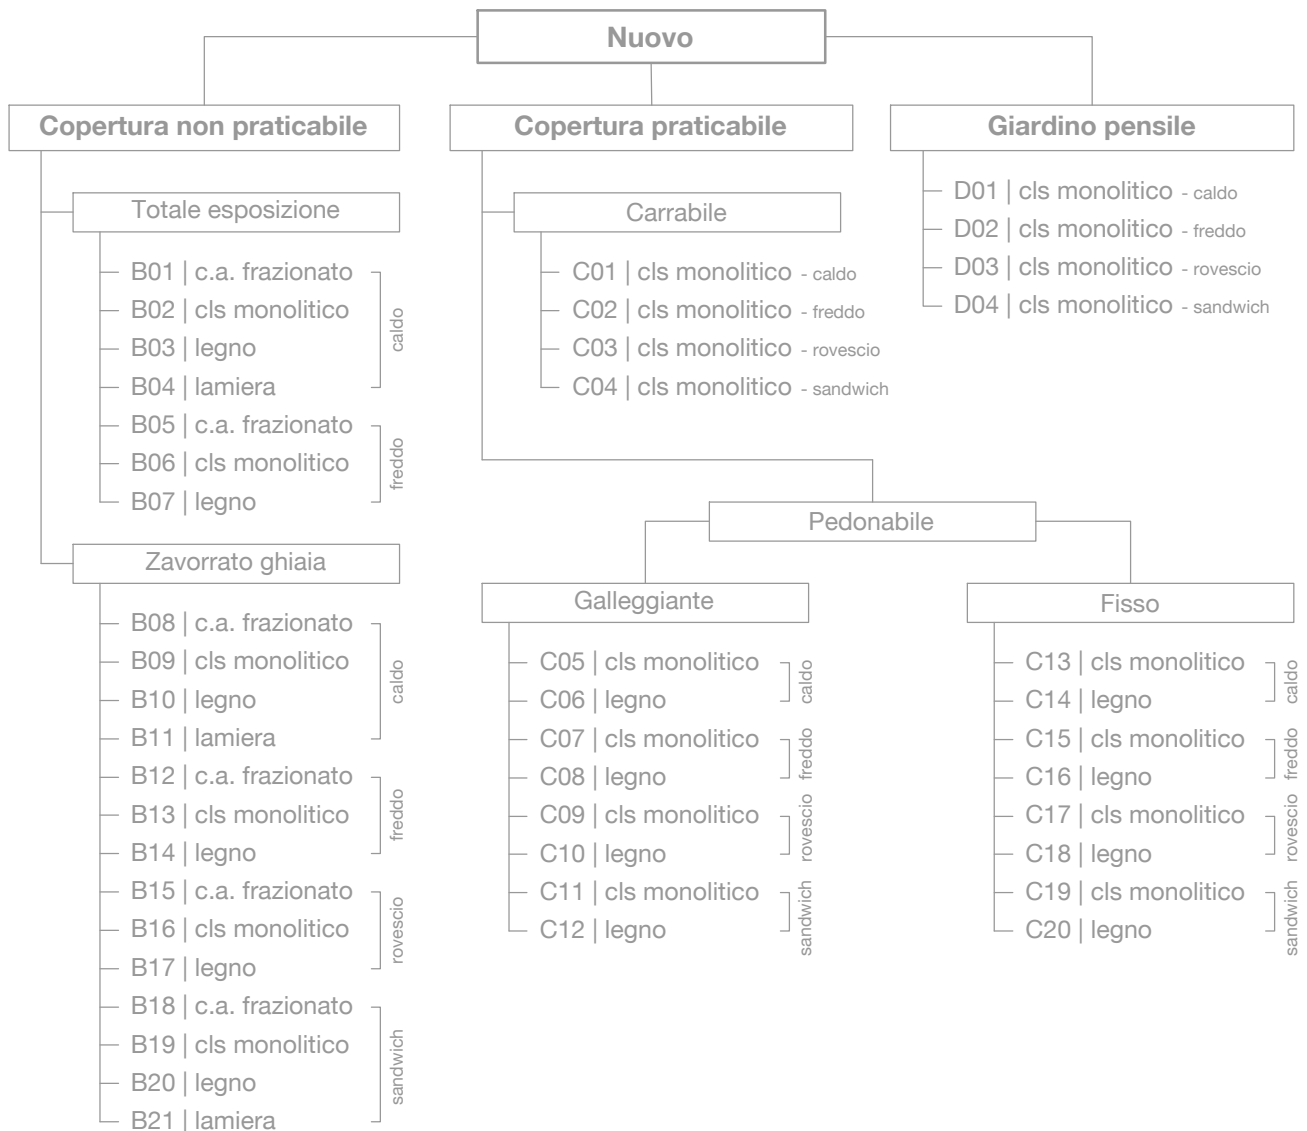 Nuovo
Copertura non praticabile
Totale esposizione
B01 | c.a. frazionato
B02 | cls monolitico
B03 | legno
B04 | lamiera
caldo
B05 | c.a. frazionato
B06 | cls monolitico
B07 | legno
freddo
Zavorrato ghiaia
B08 | c.a. frazionato
B09 | cls monolitico
B10 | legno
B11 | lamiera
caldo
B12 | c.a. frazionato
B13 | cls monolitico
B14 | legno
freddo
B15 | c.a. frazionato
B16 | cls monolitico
B17 | legno
rovescio
B18 | c.a. frazionato
B19 | cls monolitico
B20 | legno
B21 | lamiera
sandwich
Copertura praticabile
Carrabile
C01 | cls monolitico - caldo
C02 | cls monolitico - freddo
C03 | cls monolitico - rovescio
C04 | cls monolitico - sandwich
Pedonabile
Galleggiante
C05 | cls monolitico
C06 | legno
caldo
C07 | cls monolitico
C08 | legno
freddo
C09 | cls monolitico
C10 | legno
rovescio
C11 | cls monolitico
C12 | legno
sandwich
Fisso
C13 | cls monolitico
C14 | legno
caldo
C15 | cls monolitico
C16 | legno
freddo
C17 | cls monolitico
C18 | legno
rovescio
C19 | cls monolitico
C20 | legno
sandwich
Giardino pensile
D01 | cls monolitico - caldo
D02 | cls monolitico - freddo
D03 | cls monolitico - rovescio
D04 | cls monolitico - sandwich